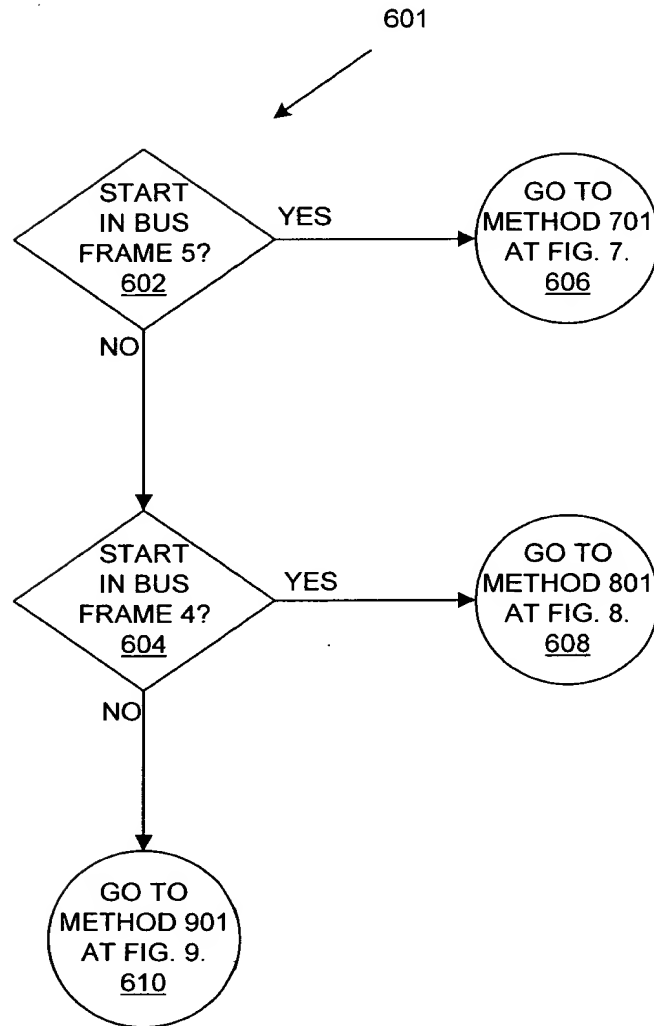 601
START
IN BUS
FRAME 5?
602
YES
GO TO
METHOD 701
AT FIG. 7.
606
NO
START
IN BUS
FRAME 4?
604
YES
GO TO
METHOD 801
AT FIG. 8.
608
NO
GO TO
METHOD 901
AT FIG. 9.
610